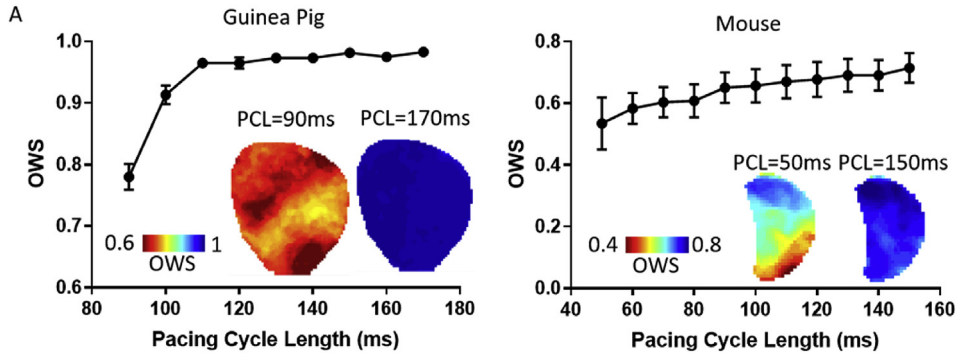 A
Guinea Pig
OWS
1.0
0.9
0.8
0.7
0.6
PCL=90ms PCL=170ms
0.6 1
OWS
80 100 120 140 160 180
Pacing Cycle Length (ms)
Mouse
OWS
0.8
0.6
0.4
0.2
0.0
PCL=50ms PCL=150ms
0.4 0.8
OWS
40 60 80 100 120 140 160
Pacing Cycle Length (ms)